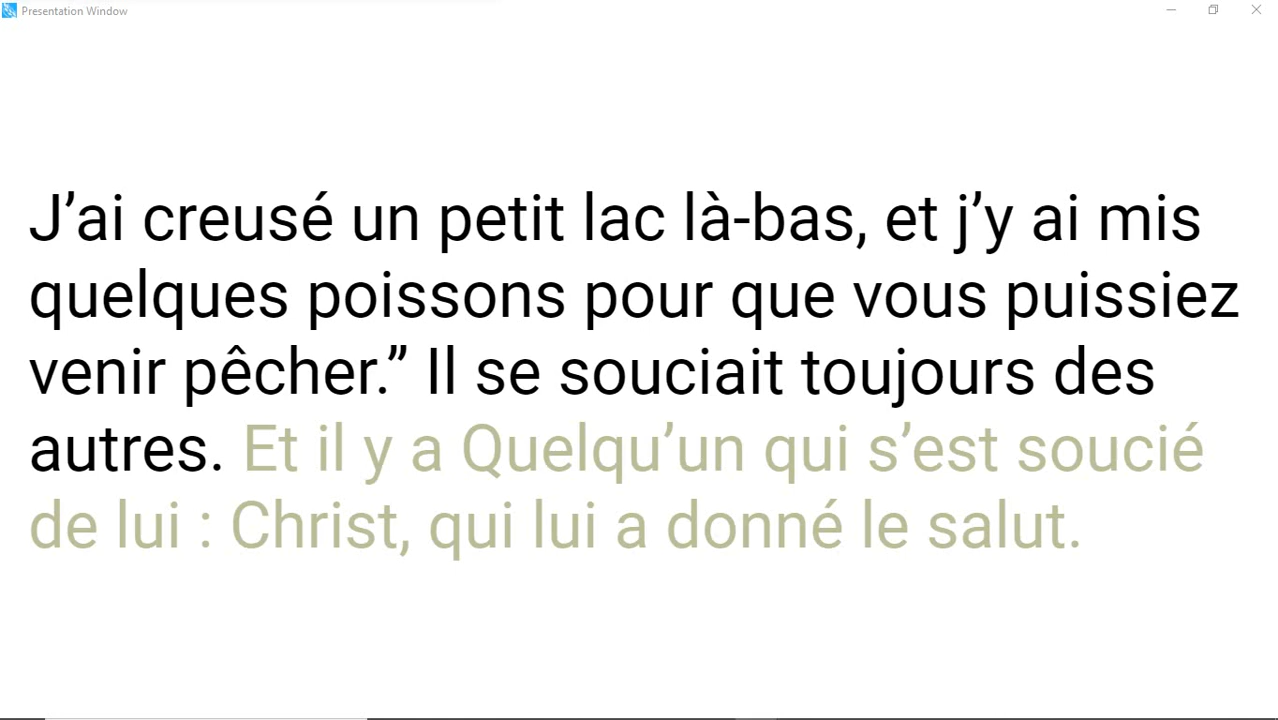 Presentation Window
J’ai creusé un petit lac là-bas, et j’y ai mis
quelques poissons pour que vous puissiez
venir pêcher.” Il se souciait toujours des
autres. Et il y a Quelqu’un qui s’est soucié
de lui : Christ, qui lui a donné le salut.